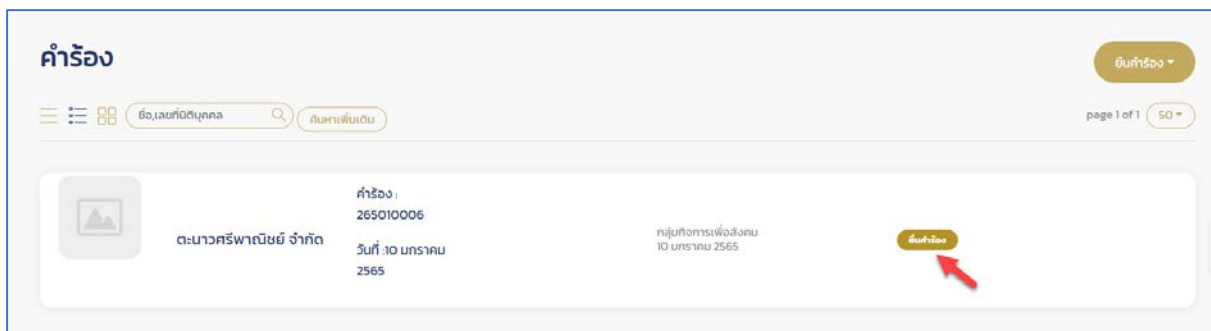 คำร้อง
ยืนคำร้อง
ชื่อ,เลขที่นิติบุคคล
ค้นหาเพิ่มเติม
page 1 of 1 50
ตะนาวศรีพาณิชย์ จำกัด
คำร้อง :
265010006
วันที่ :10 มกราคม
2565
กลุ่มกิจการเพื่อสังคม
10 มกราคม 2565
ยื่นคำร้อง